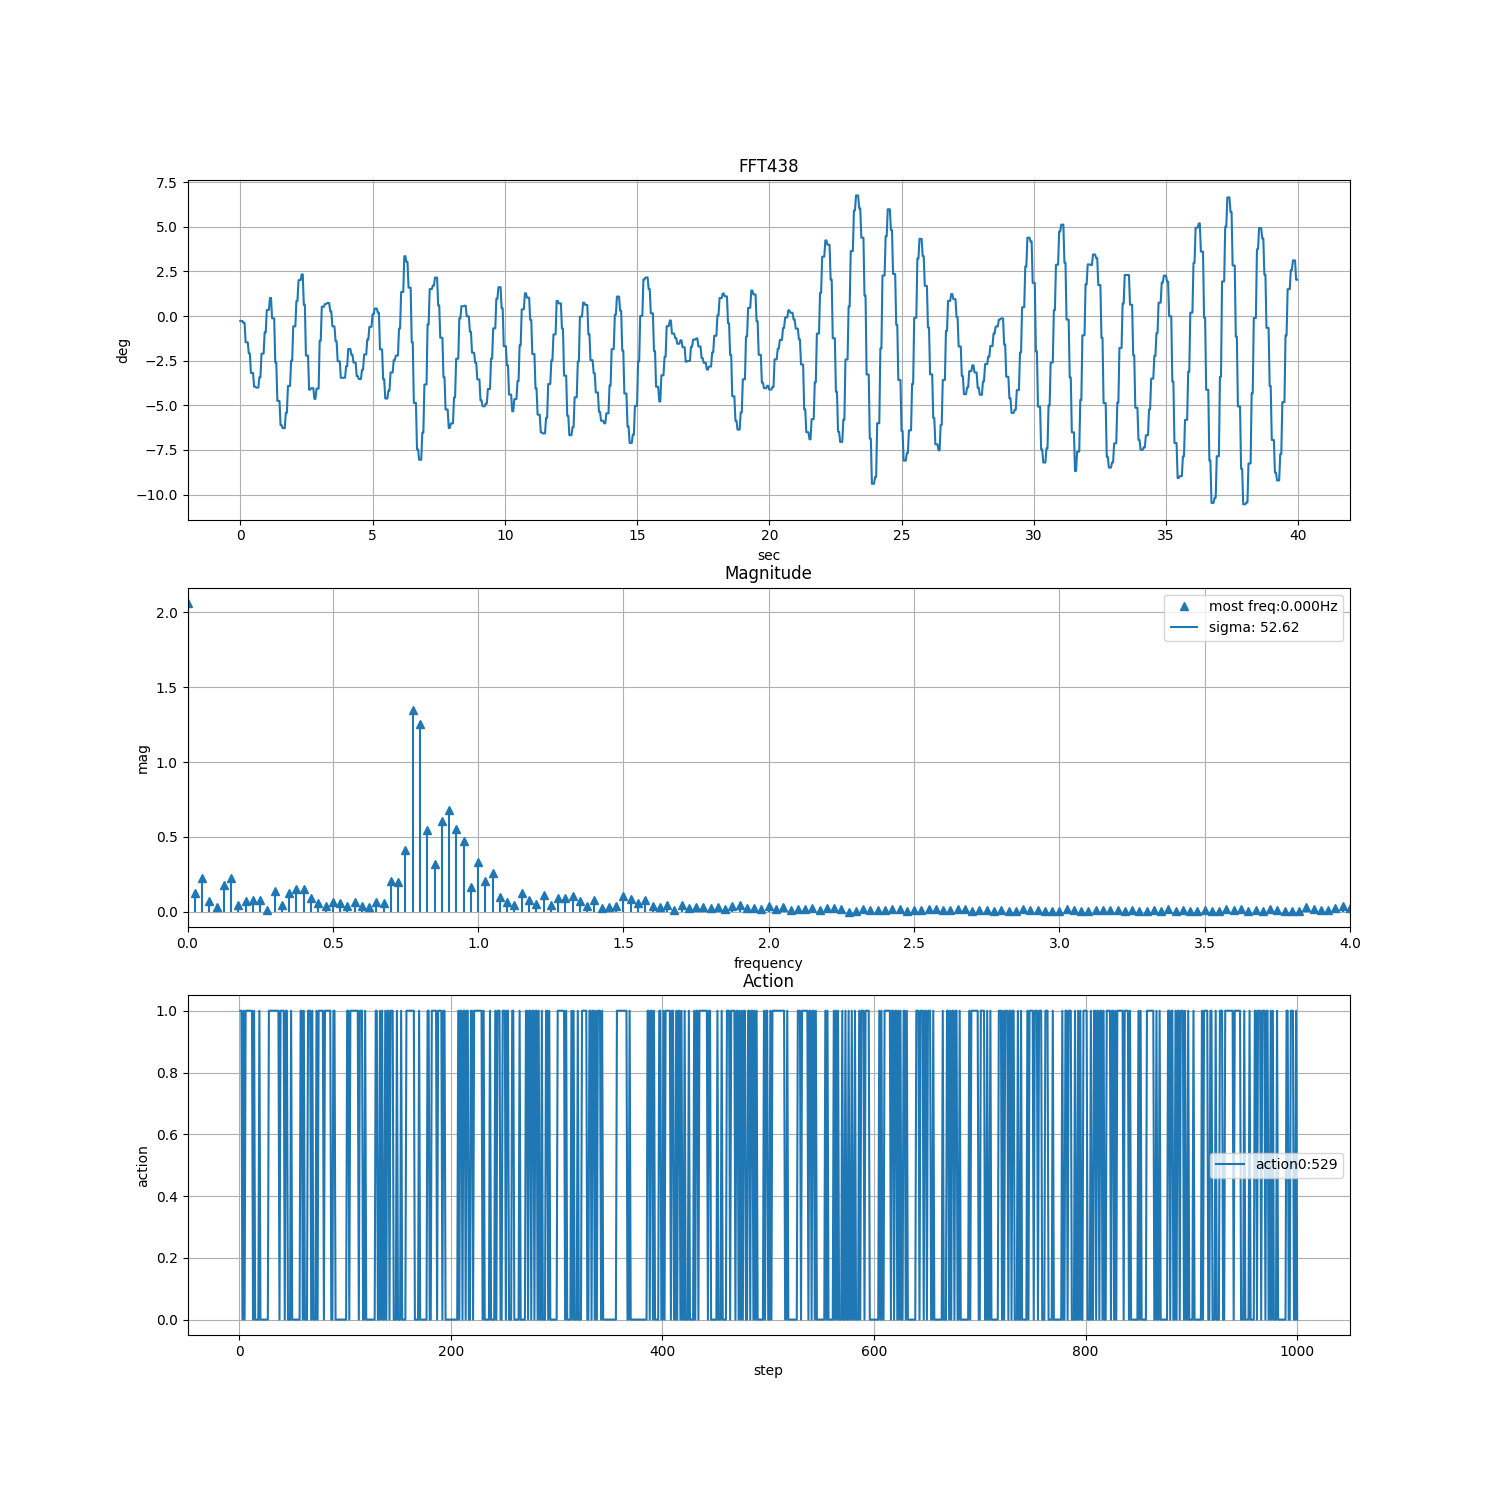 FFT438
7.5
5.0
2.5
0.0
−2.5
−5.0
−7.5
−10.0
deg
0 5 10 15 20 25 30 35 40
sec
Magnitude
most freq:0.000Hz
sigma: 52.62
2.0
1.5
1.0
0.5
0.0
mag
0.0 0.5 1.0 1.5 2.0 2.5 3.0 3.5 4.0
frequency
Action
1.0
0.8
0.6
0.4
0.2
0.0
action
action0:529
0 200 400 600 800 1000
step